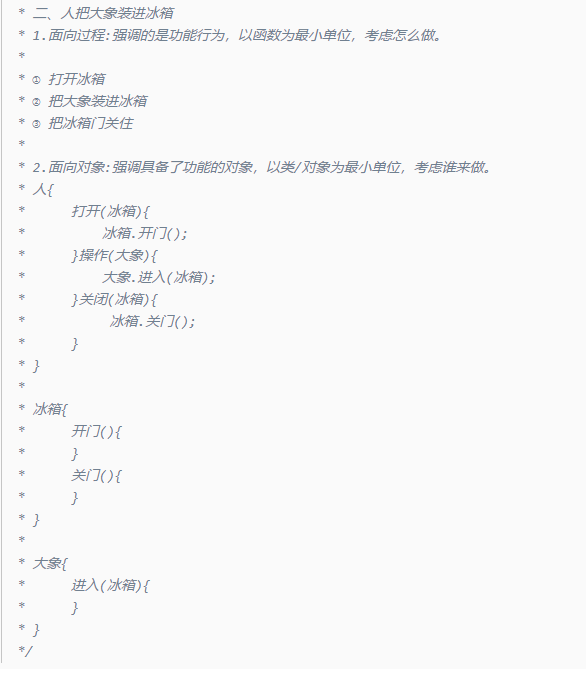 * 二、人把大象装进冰箱
* 1.面向过程:强调的是功能行为，以函数为最小单位，考虑怎么做。
*
* ① 打开冰箱
* ② 把大象装进冰箱
* ③ 把冰箱门关住
*
* 2.面向对象:强调具备了功能的对象，以类/对象为最小单位，考虑谁来做。
* 人{
*     打开(冰箱){
*         冰箱.开门();
*     }操作(大象){
*         大象.进入(冰箱);
*     }关闭(冰箱){
*          冰箱.关门();
*     }
* }
*
* 冰箱{
*     开门(){
*     }
*     关门(){
*     }
* }
*
* 大象{
*     进入(冰箱){
*     }
* }
*/